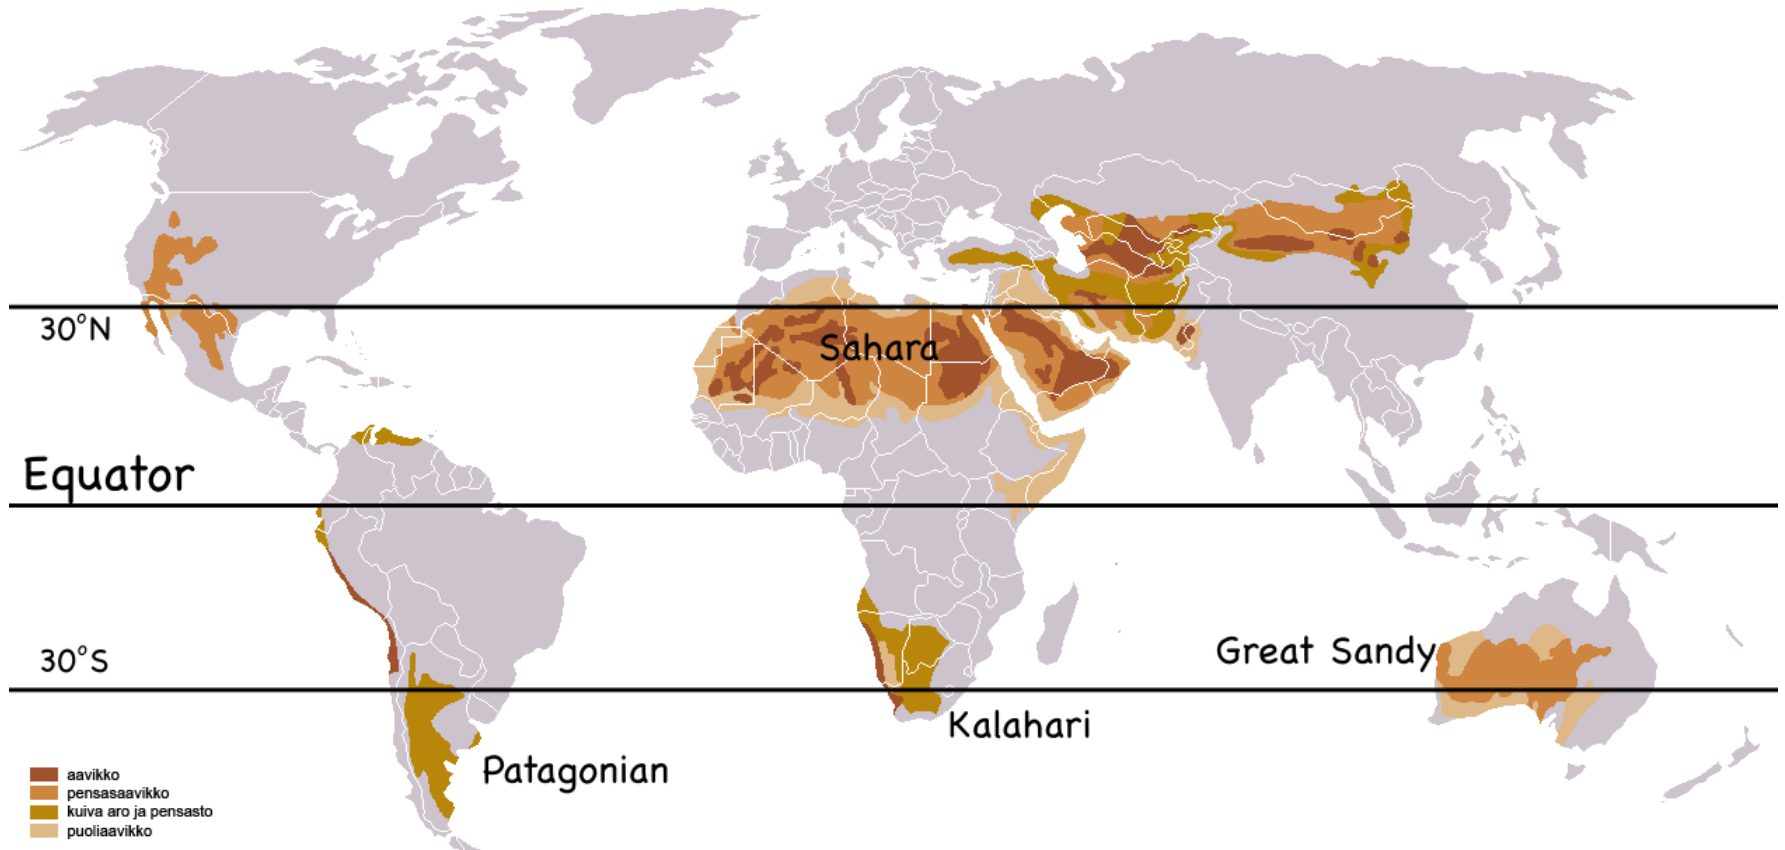 30°N
Sahara
Equator
30°S
Great Sandy
Kalahari
Patagonian
aavikko
pensasaavikko
kuiva aro ja pensasto
puoliaavikko